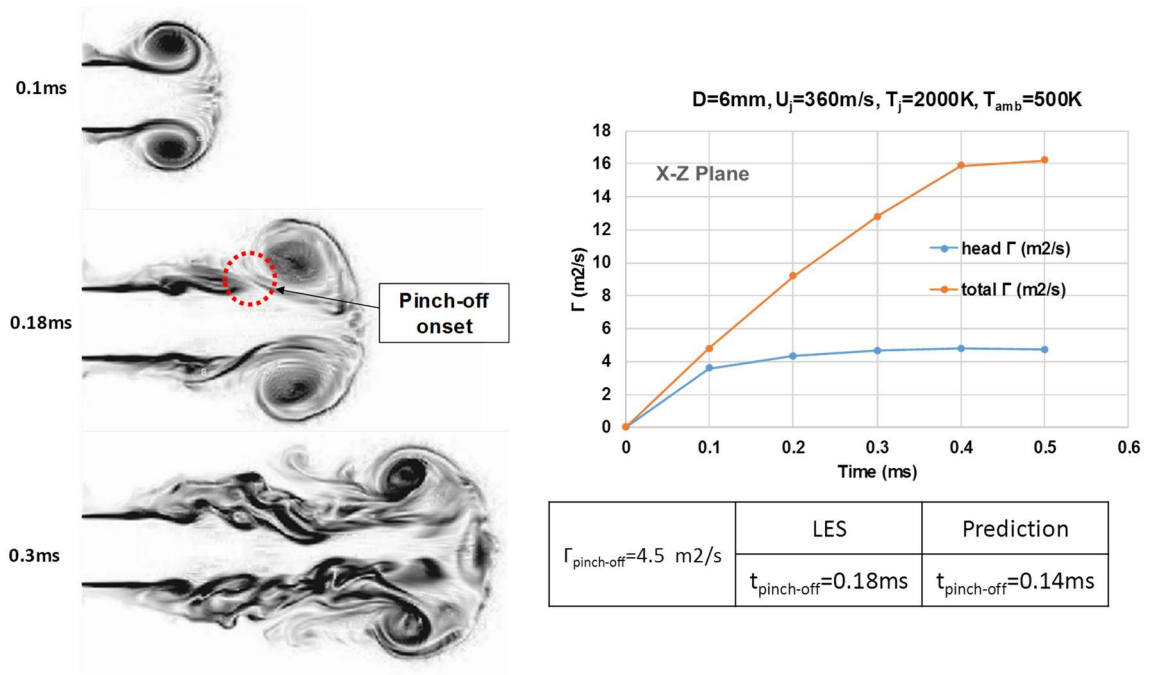 0.1ms
0.18ms
Pinch-off
onset
0.3ms
D=6mm, Uj=360m/s, Tj=2000K, Tamb=500K
X-Z Plane
Γ (m2/s)
18
16
14
12
10
8
6
4
2
0
head Γ (m2/s)
total Γ (m2/s)
0 0.1 0.2 0.3 0.4 0.5 0.6
Time (ms)
Γpinch-off=4.5 m2/s
LES Prediction
tpinch-off=0.18ms tpinch-off=0.14ms